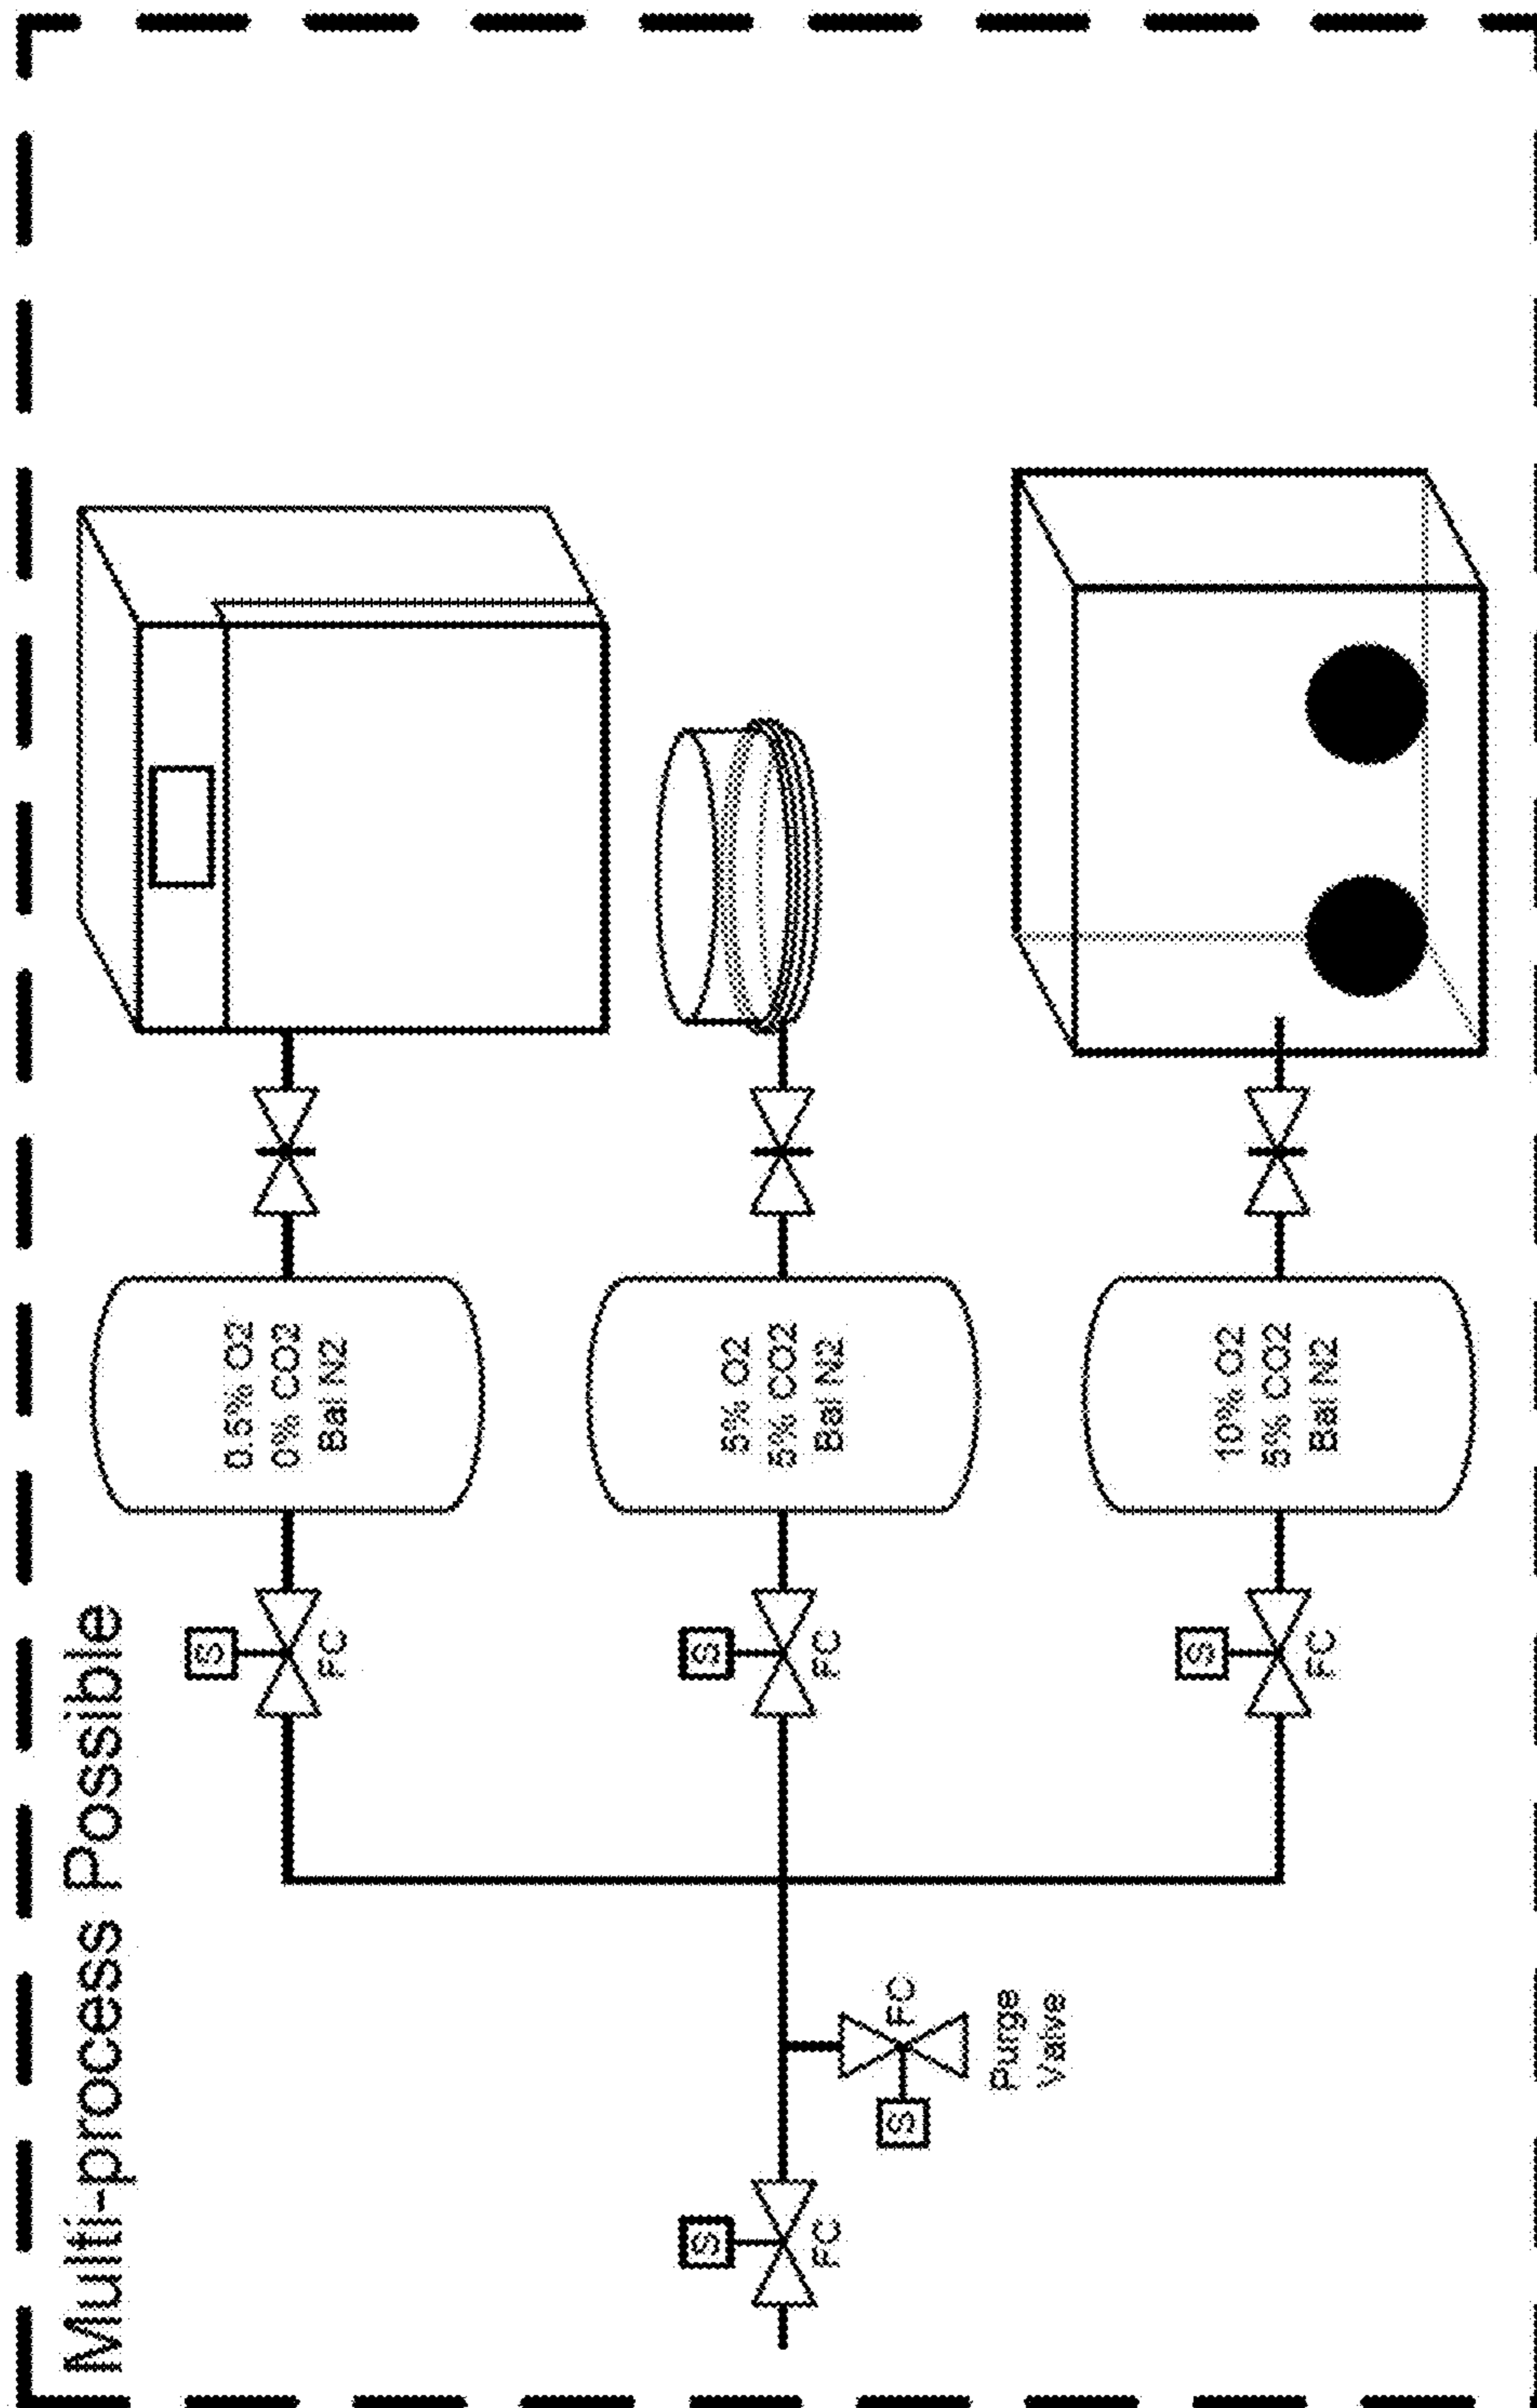 Multi-process Possible
S
FC
0.5% O2
0% CO2
Bal N2
S
FC
S
FC
Purge
Valve
S
FC
5% O2
5% CO2
Bal N2
S
FC
10% O2
5% CO2
Bal N2